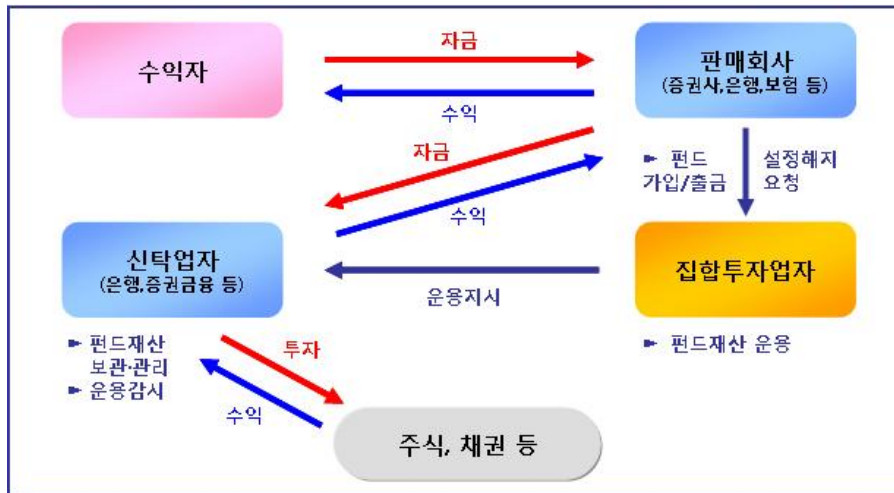 수익자
자금
수익
판매회사
(증권사,은행,보험 등)
자금
수익
► 펀드
가입/출금
설정해지
요청
신탁업자
(은행,증권금융 등)
운용지시
집합투자업자
► 펀드재산
보관·관리
► 운용감시
투자
수익
► 펀드재산 운용
주식, 채권 등